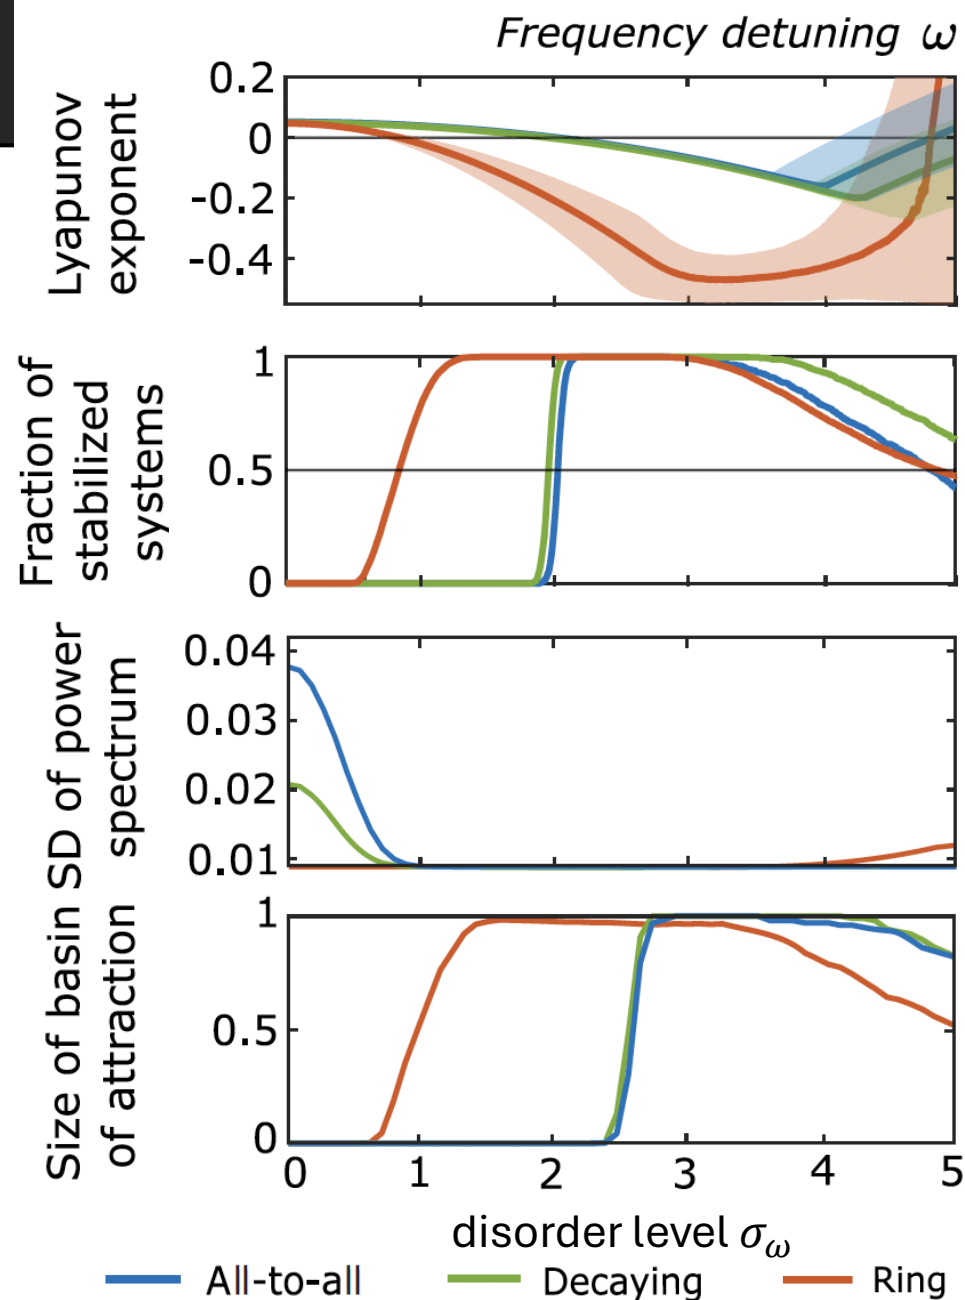 Frequency detuning ω
Lyapunov
exponent
0.2
0
-0.2
-0.4
Fraction of
stabilized
systems
1
0.5
0
SD of power
spectrum
0.04
0.03
0.02
0.01
Size of basin
of attraction
1
0.5
0
0 1 2 3 4 5
disorder level σω
All-to-all Decaying Ring